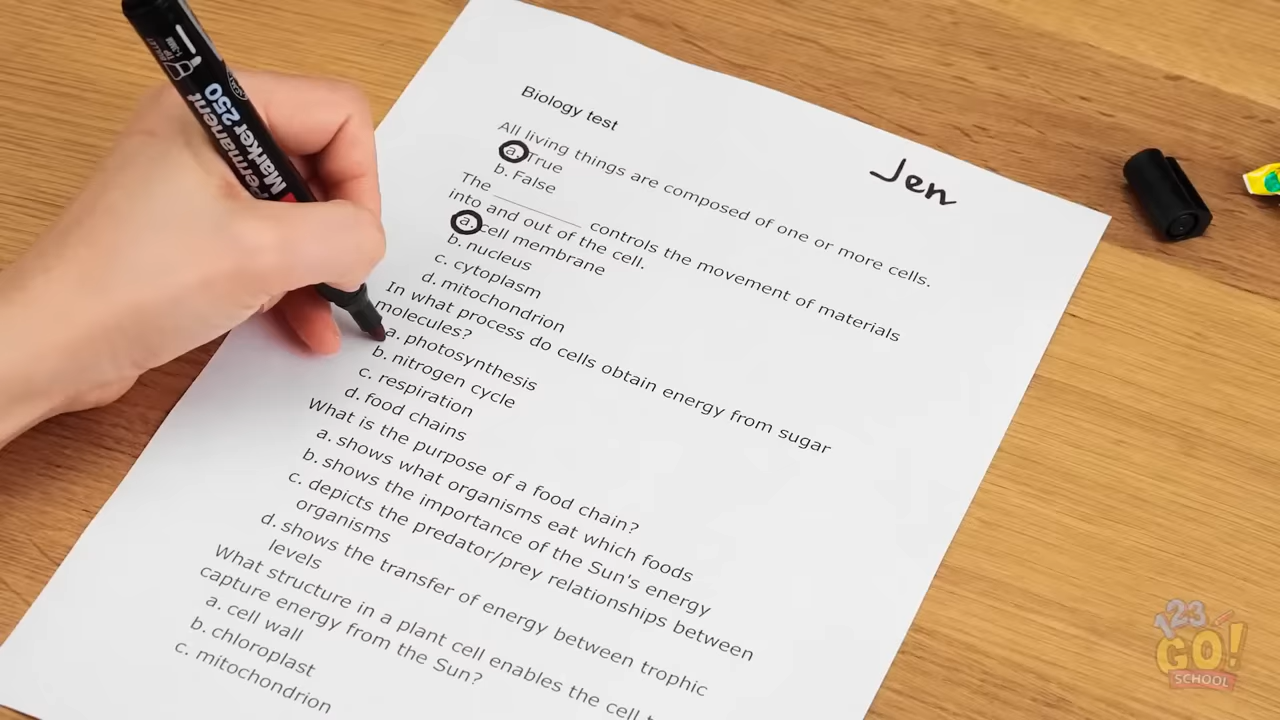 Biology test
Jen
All living things are composed of one or more cells.
a. True
b. False
The ____________ controls the movement of materials
into and out of the cell.
a. cell membrane
b. nucleus
c. cytoplasm
d. mitochondrion
In what process do cells obtain energy from sugar
molecules?
a. photosynthesis
b. nitrogen cycle
c. respiration
d. food chains
What is the purpose of a food chain?
a. shows what organisms eat which foods
b. shows the importance of the Sun's energy
c. depicts the predator/prey relationships between
organisms
d. shows the transfer of energy between trophic
levels
What structure in a plant cell enables the cell
capture energy from the Sun?
a. cell wall
b. chloroplast
c. mitochondrion
Permanent
Marker 250
123
GO!
SCHOOL